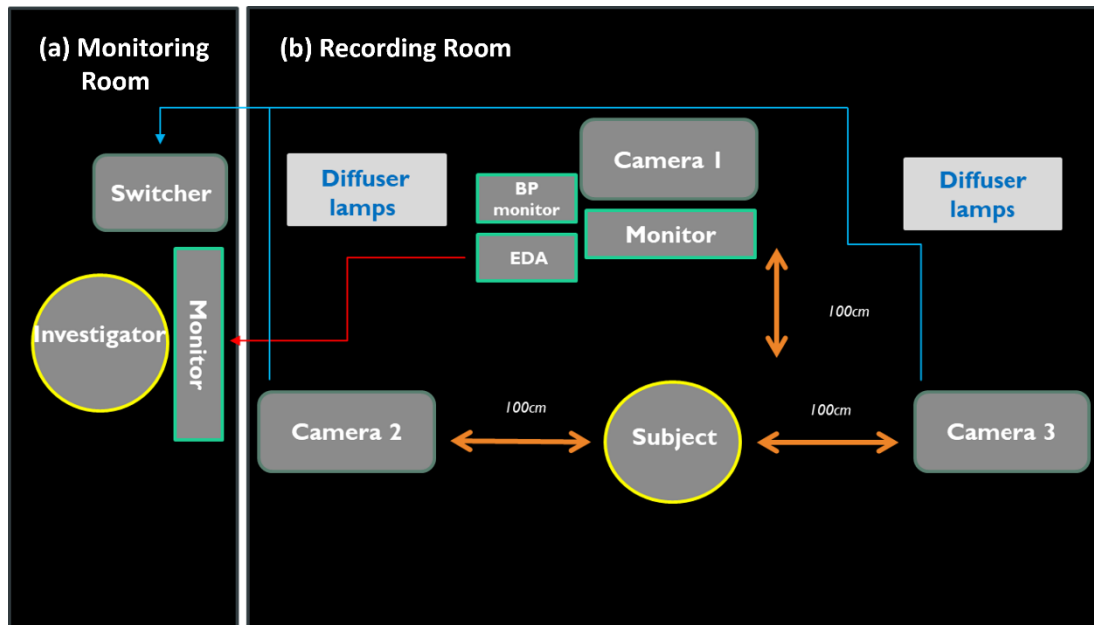 (a) Monitoring
Room
(b) Recording Room
Switcher
Investigator
Monitor
Diffuser
lamps
BP
monitor
EDA
Camera 1
Monitor
Diffuser
lamps
100cm
Camera 2
100cm
Subject
100cm
Camera 3